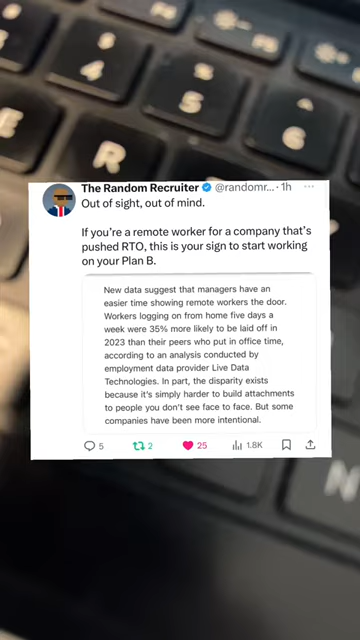 F5
4
%
5
^
6
E
R
The Random Recruiter @randomr... · 1h ...
Out of sight, out of mind.
If you're a remote worker for a company that's
pushed RTO, this is your sign to start working
on your Plan B.
New data suggest that managers have an
easier time showing remote workers the door.
Workers logging on from home five days a
week were 35% more likely to be laid off in
2023 than their peers who put in office time,
according to an analysis conducted by
employment data provider Live Data
Technologies. In part, the disparity exists
because it's simply harder to build attachments
to people you don't see face to face. But some
companies have been more intentional.
5 2 25 1.8K
N